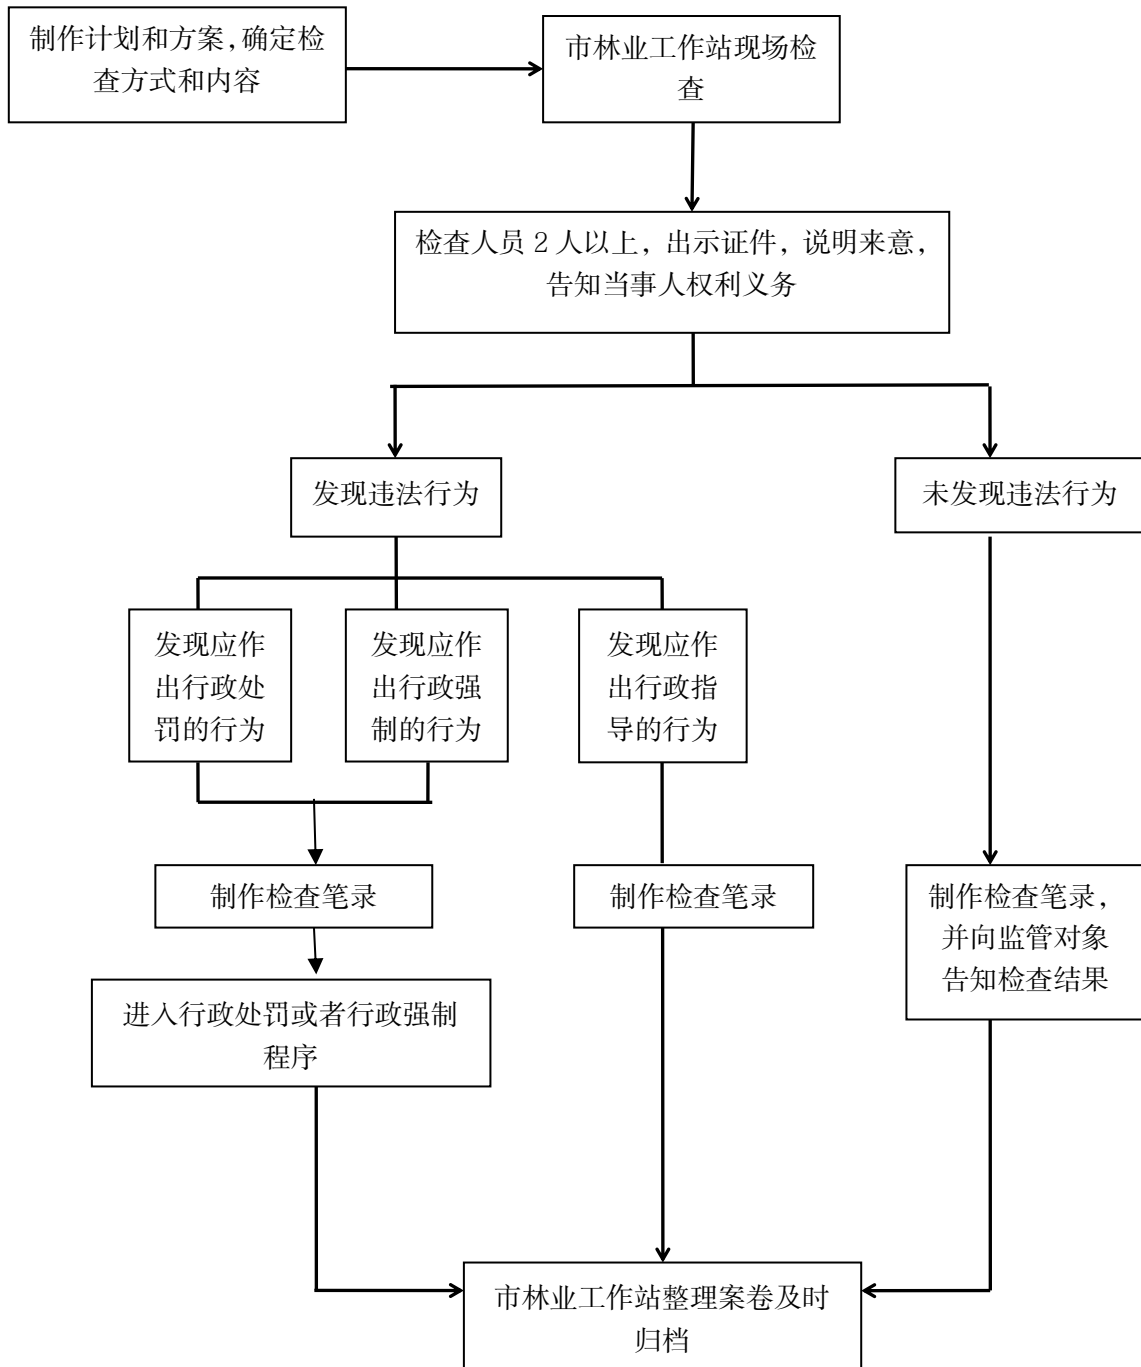 制作计划和方案,确定检
查方式和内容
市林业工作站现场检
查
检查人员 2 人以上，出示证件，说明来意，
告知当事人权利义务
发现违法行为
未发现违法行为
发现应作
出行政处
罚的行为
发现应作
出行政强
制的行为
发现应作
出行政指
导的行为
制作检查笔录
制作检查笔录
制作检查笔录，
并向监管对象
告知检查结果
进入行政处罚或者行政强制
程序
市林业工作站整理案卷及时
归档